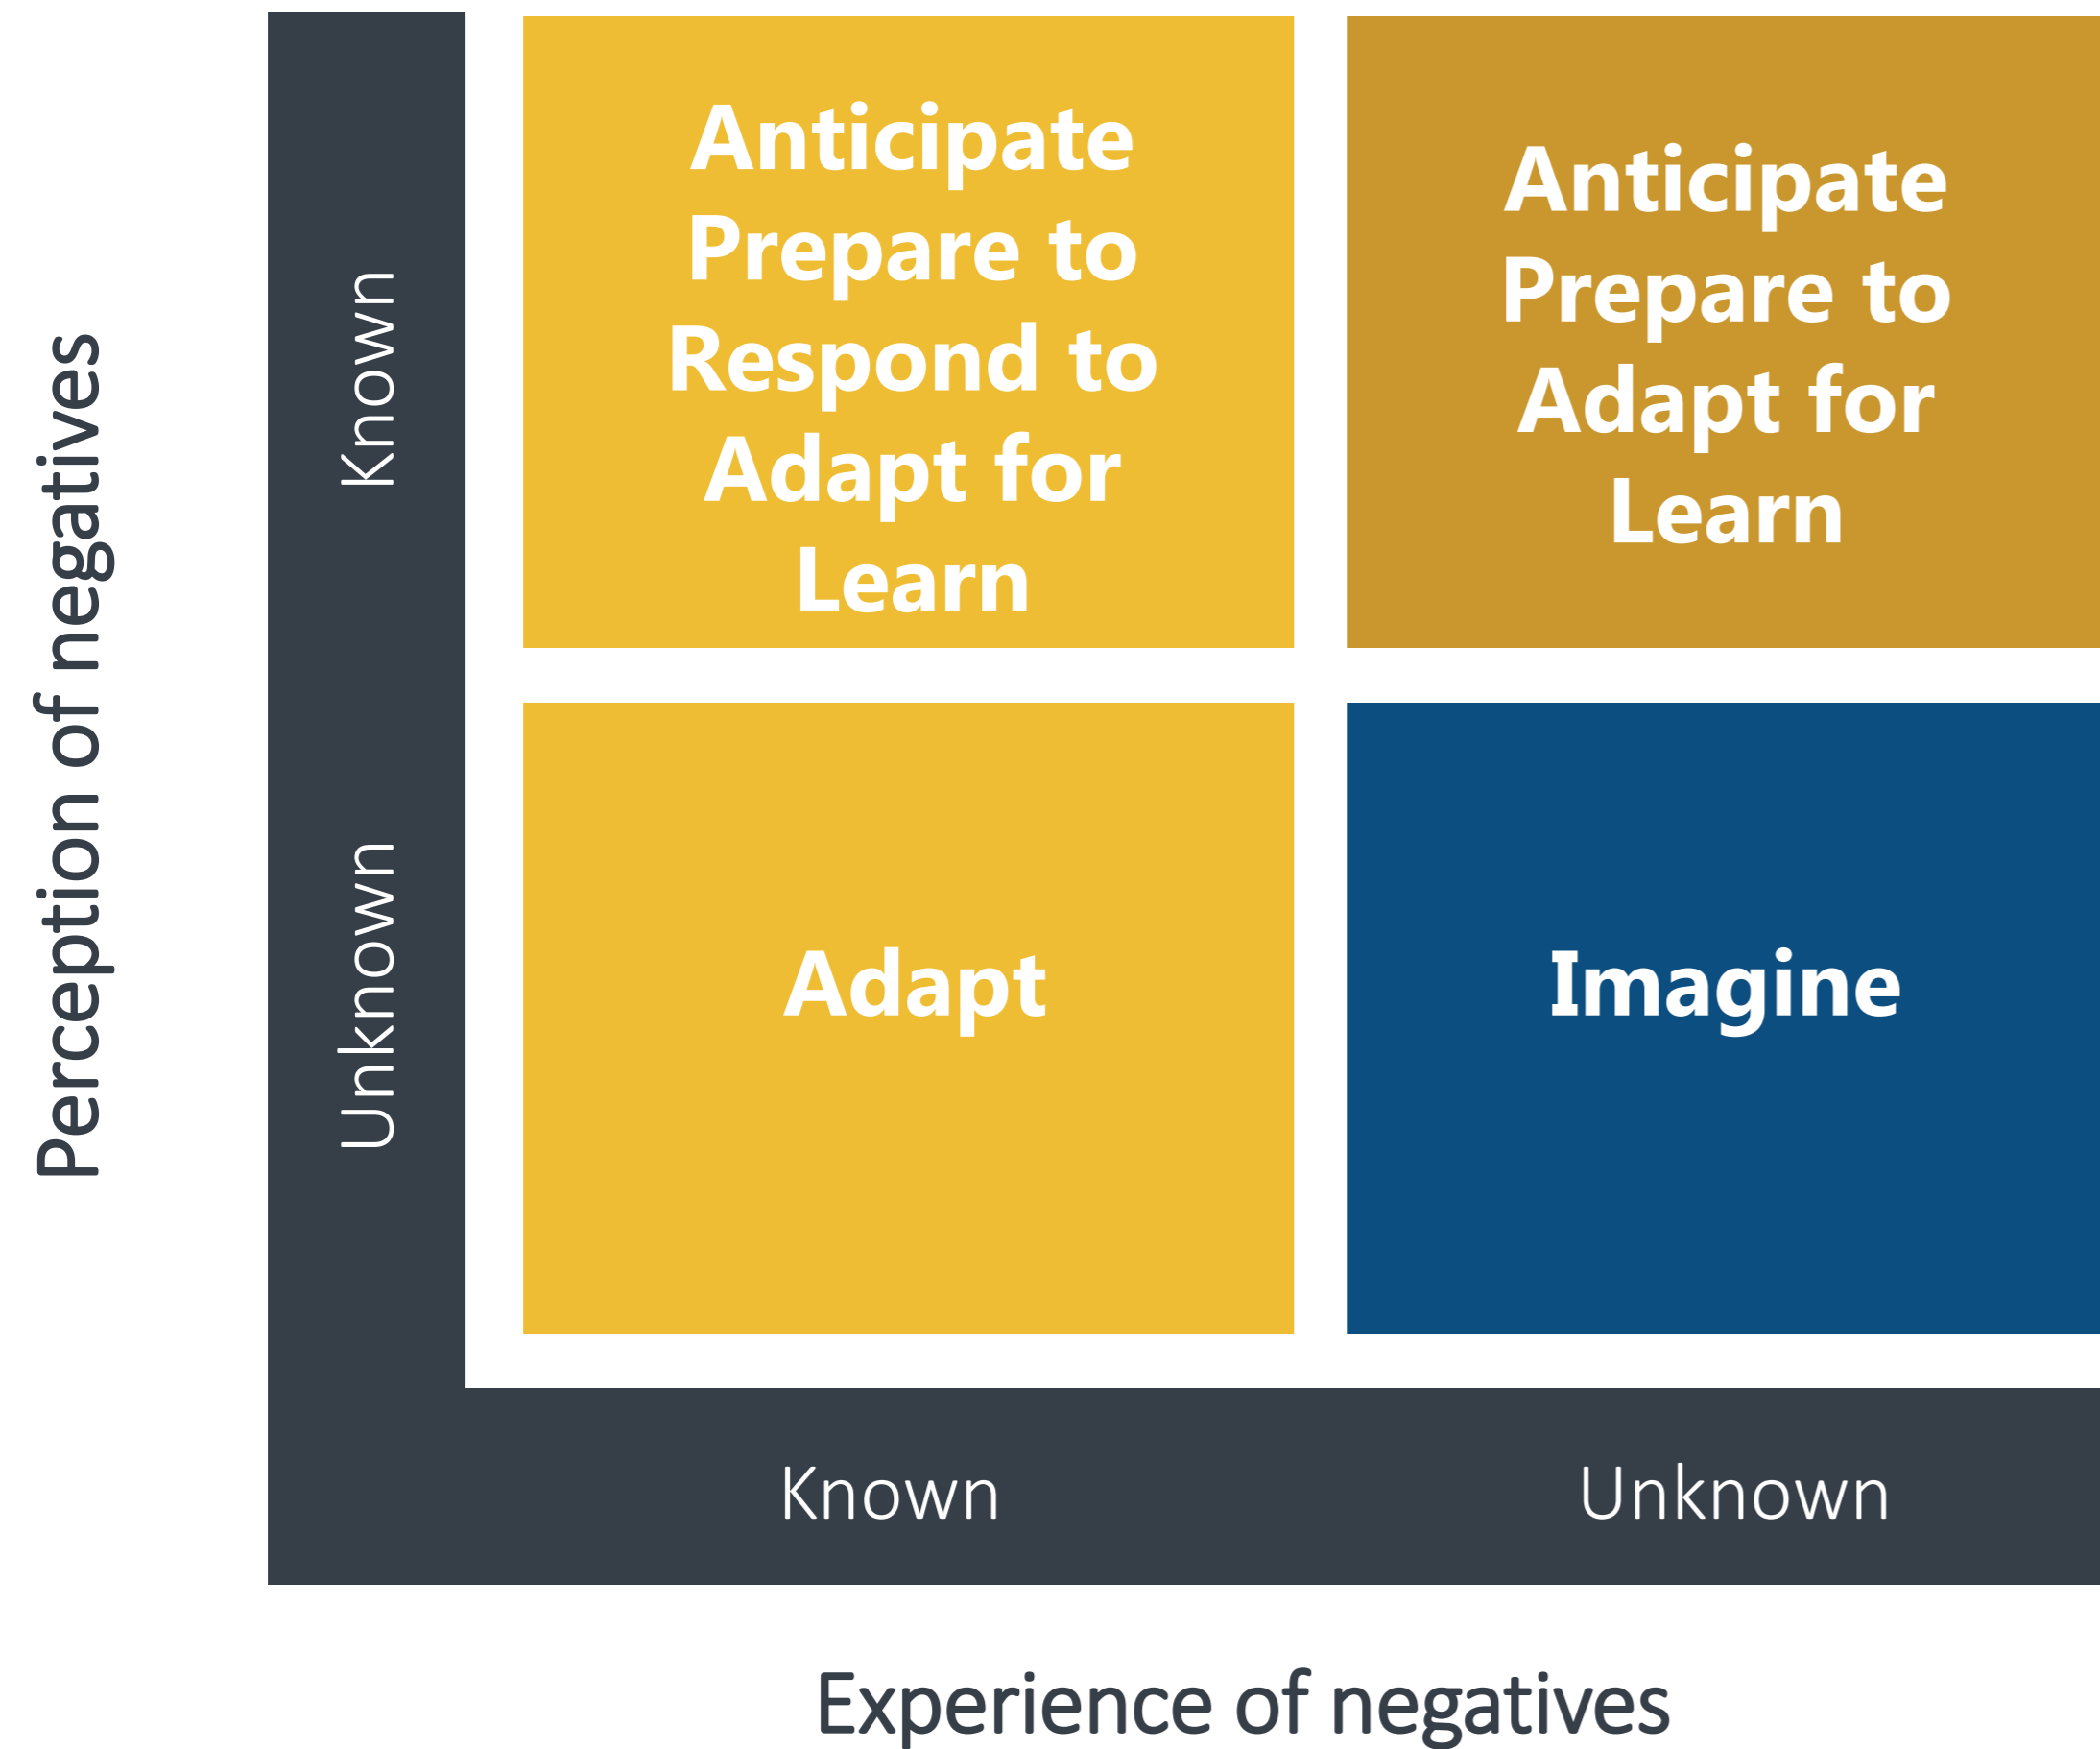 Perception of negatives
Known
Unknown
Anticipate
Prepare to
Respond to
Adapt for
Learn
Anticipate
Prepare to
Adapt for
Learn
Adapt
Imagine
Known
Unknown
Experience of negatives